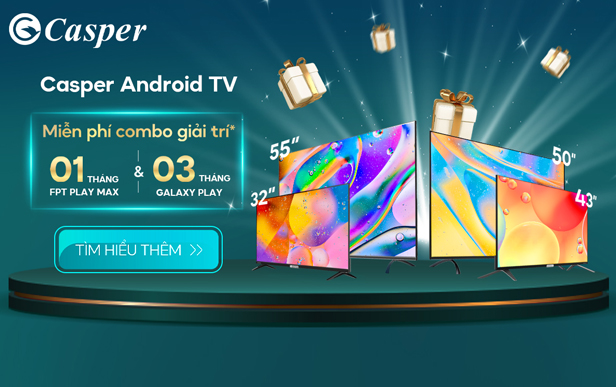 Casper
Casper Android TV
Miễn phí combo giải trí*
01 THÁNG & 03 THÁNG
FPT PLAY MAX GALAXY PLAY
TÌM HIỂU THÊM >>
55"
32"
50"
43"